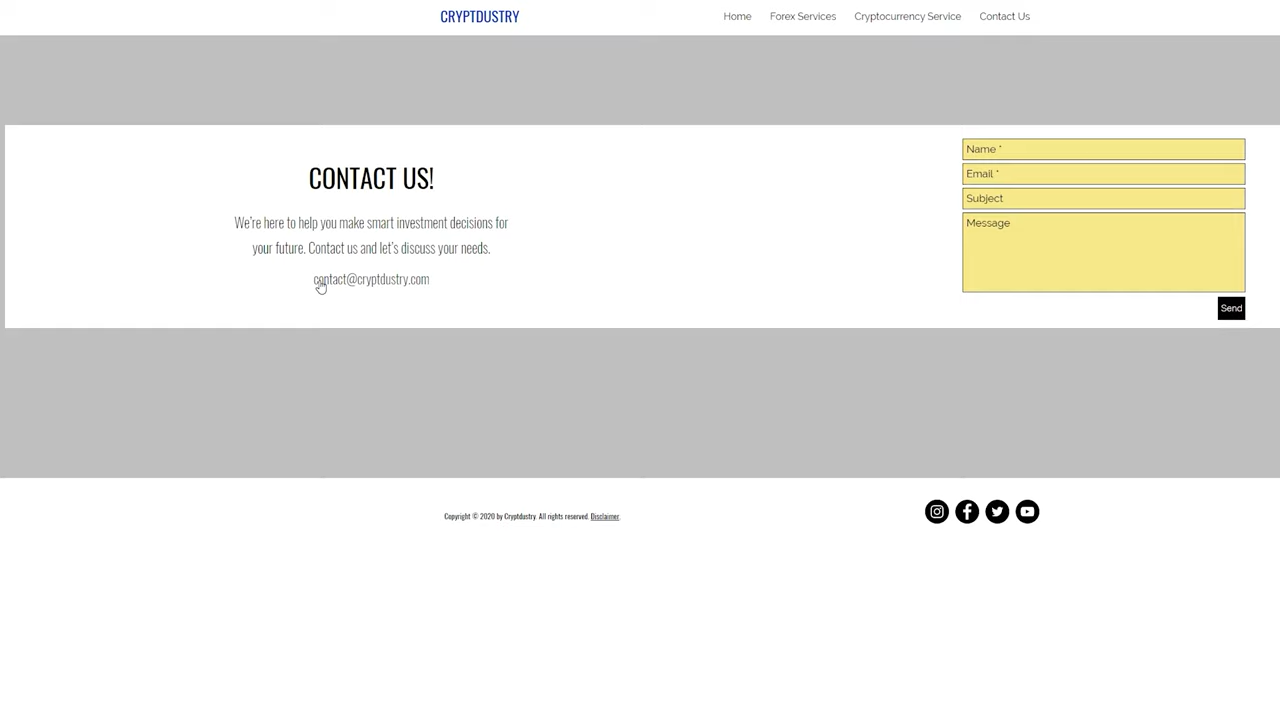 CRYPTDUSTRY
Home
Forex Services
Cryptocurrency Service
Contact Us
CONTACT US!
We're here to help you make smart investment decisions for
your future. Contact us and let's discuss your needs.
contact@cryptdustry.com
Name *
Email *
Subject
Message
Send
Copyright © 2020 by Cryptdustry. All rights reserved. Disclaimer.